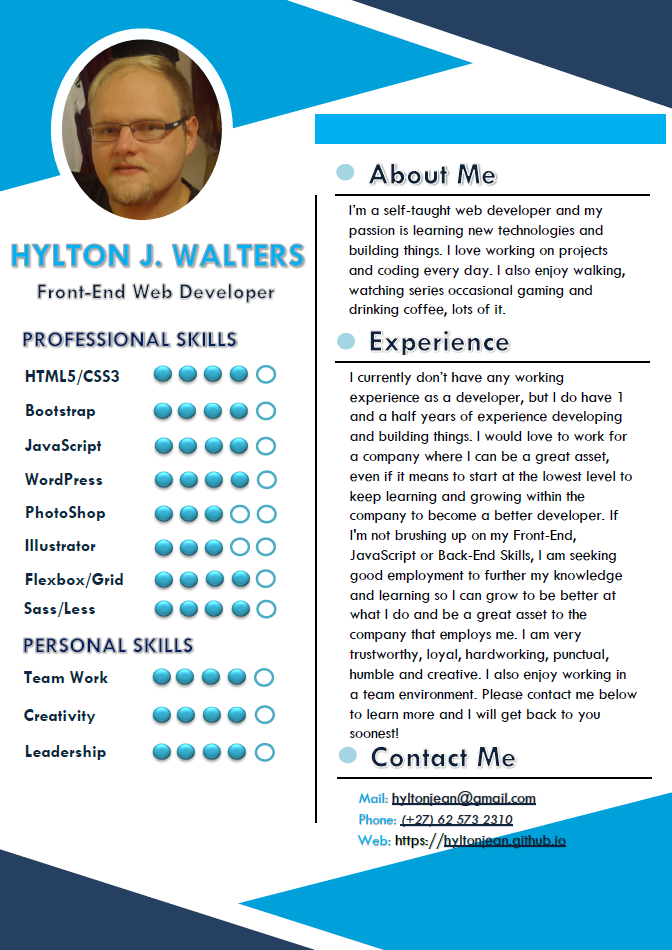 HYLTON J. WALTERS
Front-End Web Developer
PROFESSIONAL SKILLS
HTML5/CSS3
Bootstrap
JavaScript
WordPress
PhotoShop
Illustrator
Flexbox/Grid
Sass/Less
PERSONAL SKILLS
Team Work
Creativity
Leadership
About Me
I'm a self-taught web developer and my
passion is learning new technologies and
building things. I love working on projects
and coding every day. I also enjoy walking,
watching series occasional gaming and
drinking coffee, lots of it.
Experience
I currently don't have any working
experience as a developer, but I do have 1
and a half years of experience developing
and building things. I would love to work for
a company where I can be a great asset,
even if it means to start at the lowest level to
keep learning and growing within the
company to become a better developer. If
I'm not brushing up on my Front-End,
JavaScript or Back-End Skills, I am seeking
good employment to further my knowledge
and learning so I can grow to be better at
what I do and be a great asset to the
company that employs me. I am very
trustworthy, loyal, hardworking, punctual,
humble and creative. I also enjoy working in
a team environment. Please contact me below
to learn more and I will get back to you
soonest!
Contact Me
Mail: hyltonjean@gmail.com
Phone: (+27) 62 573 2310
Web: https://hyltonjean.github.io